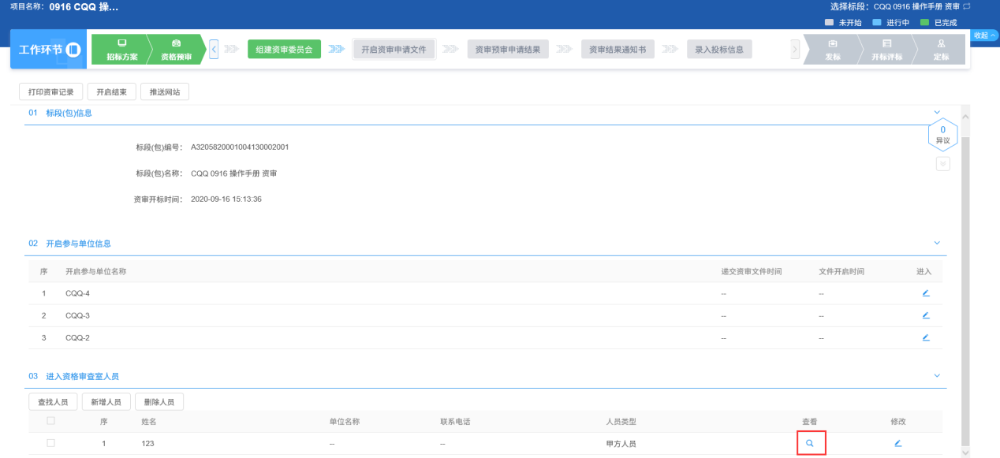 项目名称: 0916 CQQ 操...
选择标段: CQQ 0916 操作手册 资审
未开始 进行中 已完成
收起
工作环节 招标方案 资格预审 组建资审委员会 开启资审申请文件 资审预审申请结果 资审结果通知书 录入投标信息 发标 开标评标 定标
打印资审记录 开启结束 推送网站
01 标段(包)信息
0
异议
标段(包)编号: A3205820001004130002001
标段(包)名称: CQQ 0916 操作手册 资审
资审开标时间: 2020-09-16 15:13:36
02 开启参与单位信息
序 开启参与单位名称 递交资审文件时间 文件开启时间 进入
1 CQQ-4 -- --
2 CQQ-3 -- --
3 CQQ-2 -- --
03 进入资格审查室人员
查找人员 新增人员 删除人员
序 姓名 单位名称 联系电话 人员类型 查看 修改
1 123 -- -- 甲方人员